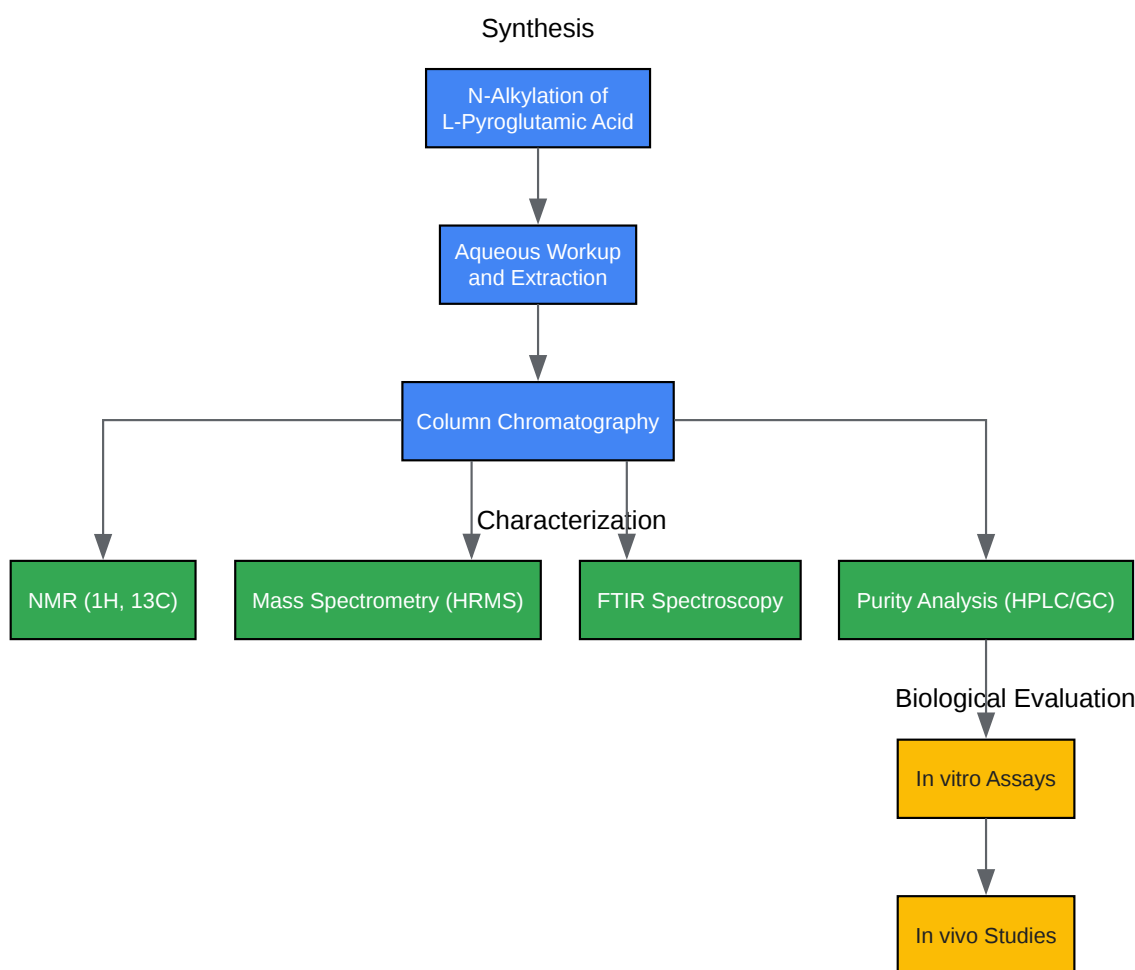 Synthesis
N-Alkylation of
L-Pyroglutamic Acid
Aqueous Workup
and Extraction
Column Chromatography
Characterization
NMR (1H, 13C)
Mass Spectrometry (HRMS)
FTIR Spectroscopy
Purity Analysis (HPLC/GC)
Biological Evaluation
In vitro Assays
In vivo Studies